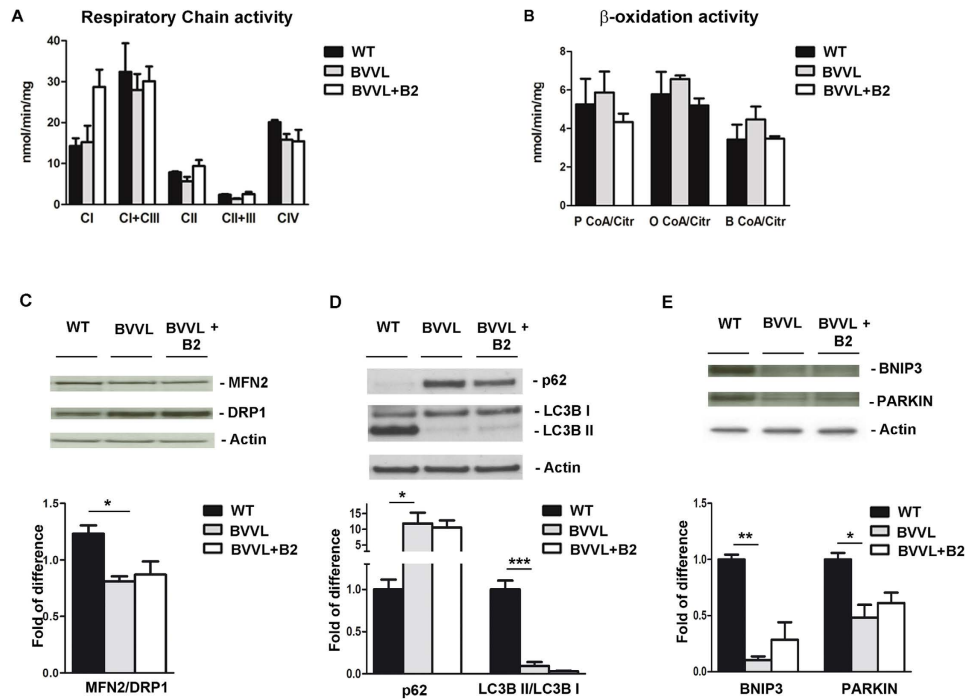 A
Respiratory Chain activity
WT
BVVL
BVVL+B2
nmol/min/mg
40
30
20
10
0
CI
CI+CIII
CII
CII+III
CIV
B
β-oxidation activity
WT
BVVL
BVVL+B2
nmol/min/mg
8
6
4
2
0
P CoA/Citr
O CoA/Citr
B CoA/Citr
C
WT
BVVL
BVVL +
B2
- MFN2
- DRP1
- Actin
Fold of difference
1.5
1.0
0.5
0.0
*
WT
BVVL
BVVL+B2
MFN2/DRP1
D
WT
BVVL
BVVL +
B2
- p62
- LC3B I
- LC3B II
- Actin
Fold of difference
15
10
5
1.0
0.5
0.0
*
***
WT
BVVL
BVVL+B2
p62
LC3B II/LC3B I
E
WT
BVVL
BVVL +
B2
- BNIP3
- PARKIN
- Actin
Fold of difference
1.5
1.0
0.5
0.0
**
*
WT
BVVL
BVVL+B2
BNIP3
PARKIN